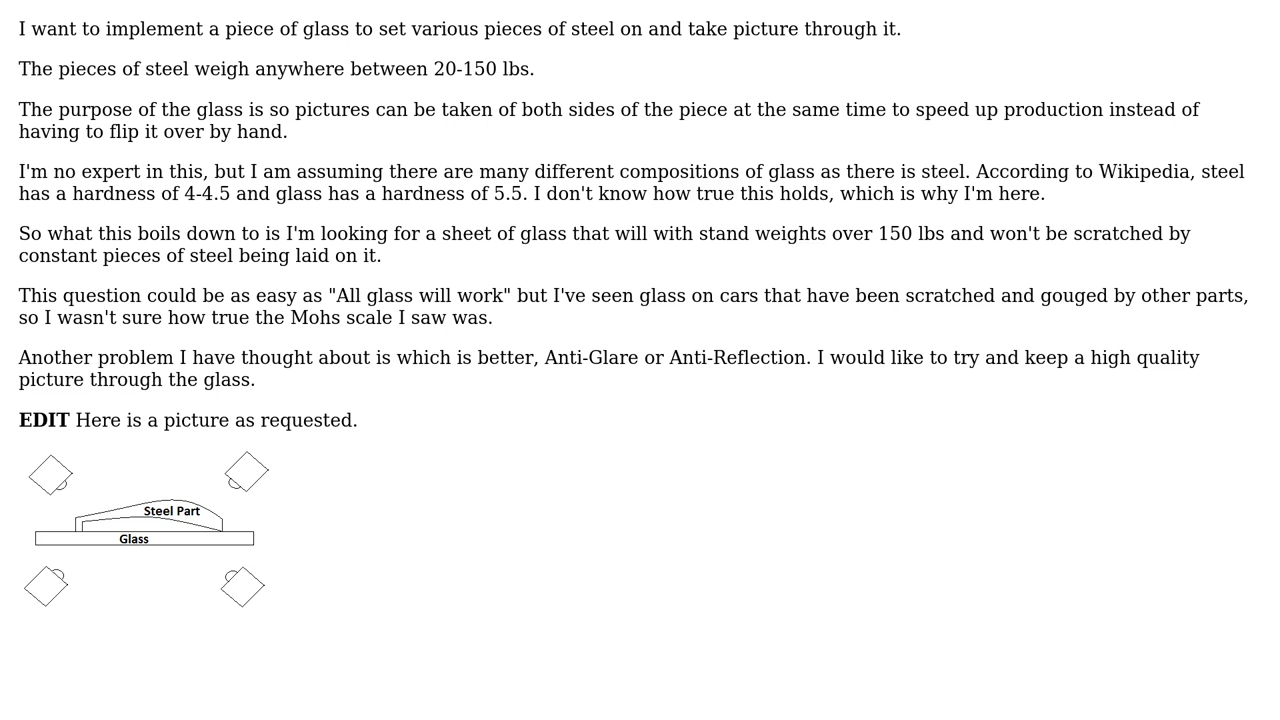 I want to implement a piece of glass to set various pieces of steel on and take picture through it.
The pieces of steel weigh anywhere between 20-150 lbs.
The purpose of the glass is so pictures can be taken of both sides of the piece at the same time to speed up production instead of
having to flip it over by hand.
I'm no expert in this, but I am assuming there are many different compositions of glass as there is steel. According to Wikipedia, steel
has a hardness of 4-4.5 and glass has a hardness of 5.5. I don't know how true this holds, which is why I'm here.
So what this boils down to is I'm looking for a sheet of glass that will with stand weights over 150 lbs and won't be scratched by
constant pieces of steel being laid on it.
This question could be as easy as "All glass will work" but I've seen glass on cars that have been scratched and gouged by other parts,
so I wasn't sure how true the Mohs scale I saw was.
Another problem I have thought about is which is better, Anti-Glare or Anti-Reflection. I would like to try and keep a high quality
picture through the glass.
EDIT Here is a picture as requested.
Steel Part
Glass